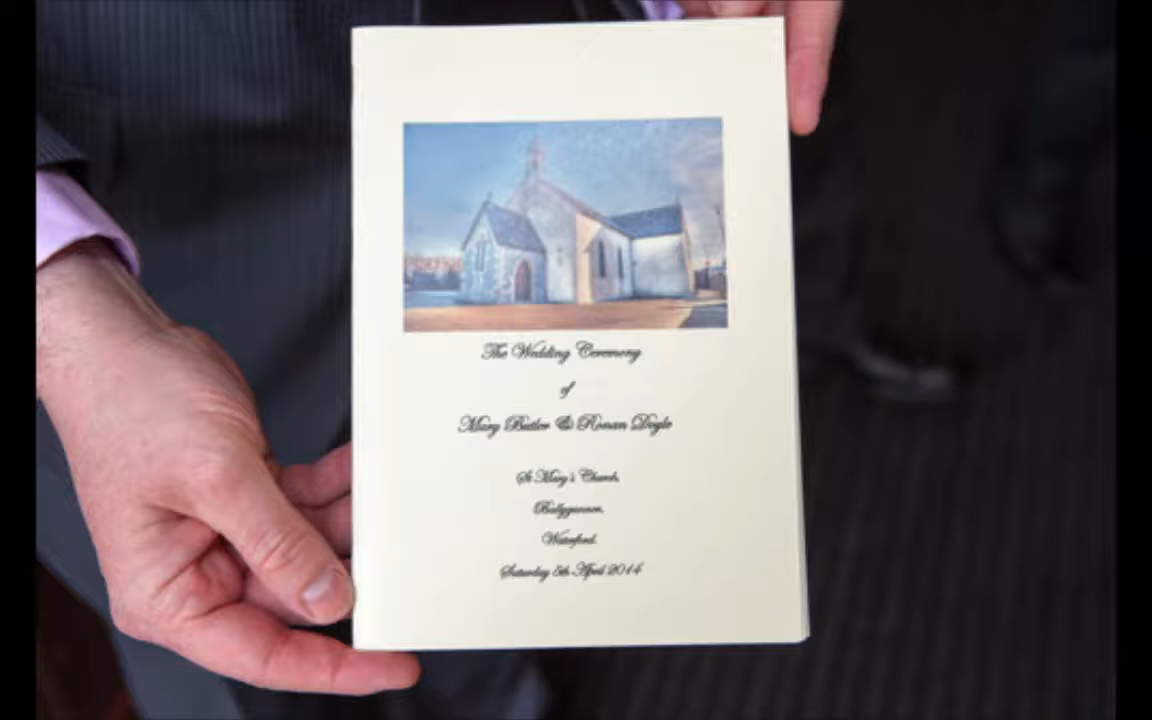 The Wedding Ceremony
of
Mary Butler & Ronan Doyle
St Mary's Church,
Ballygunner,
Waterford.
Saturday 5th April 2014